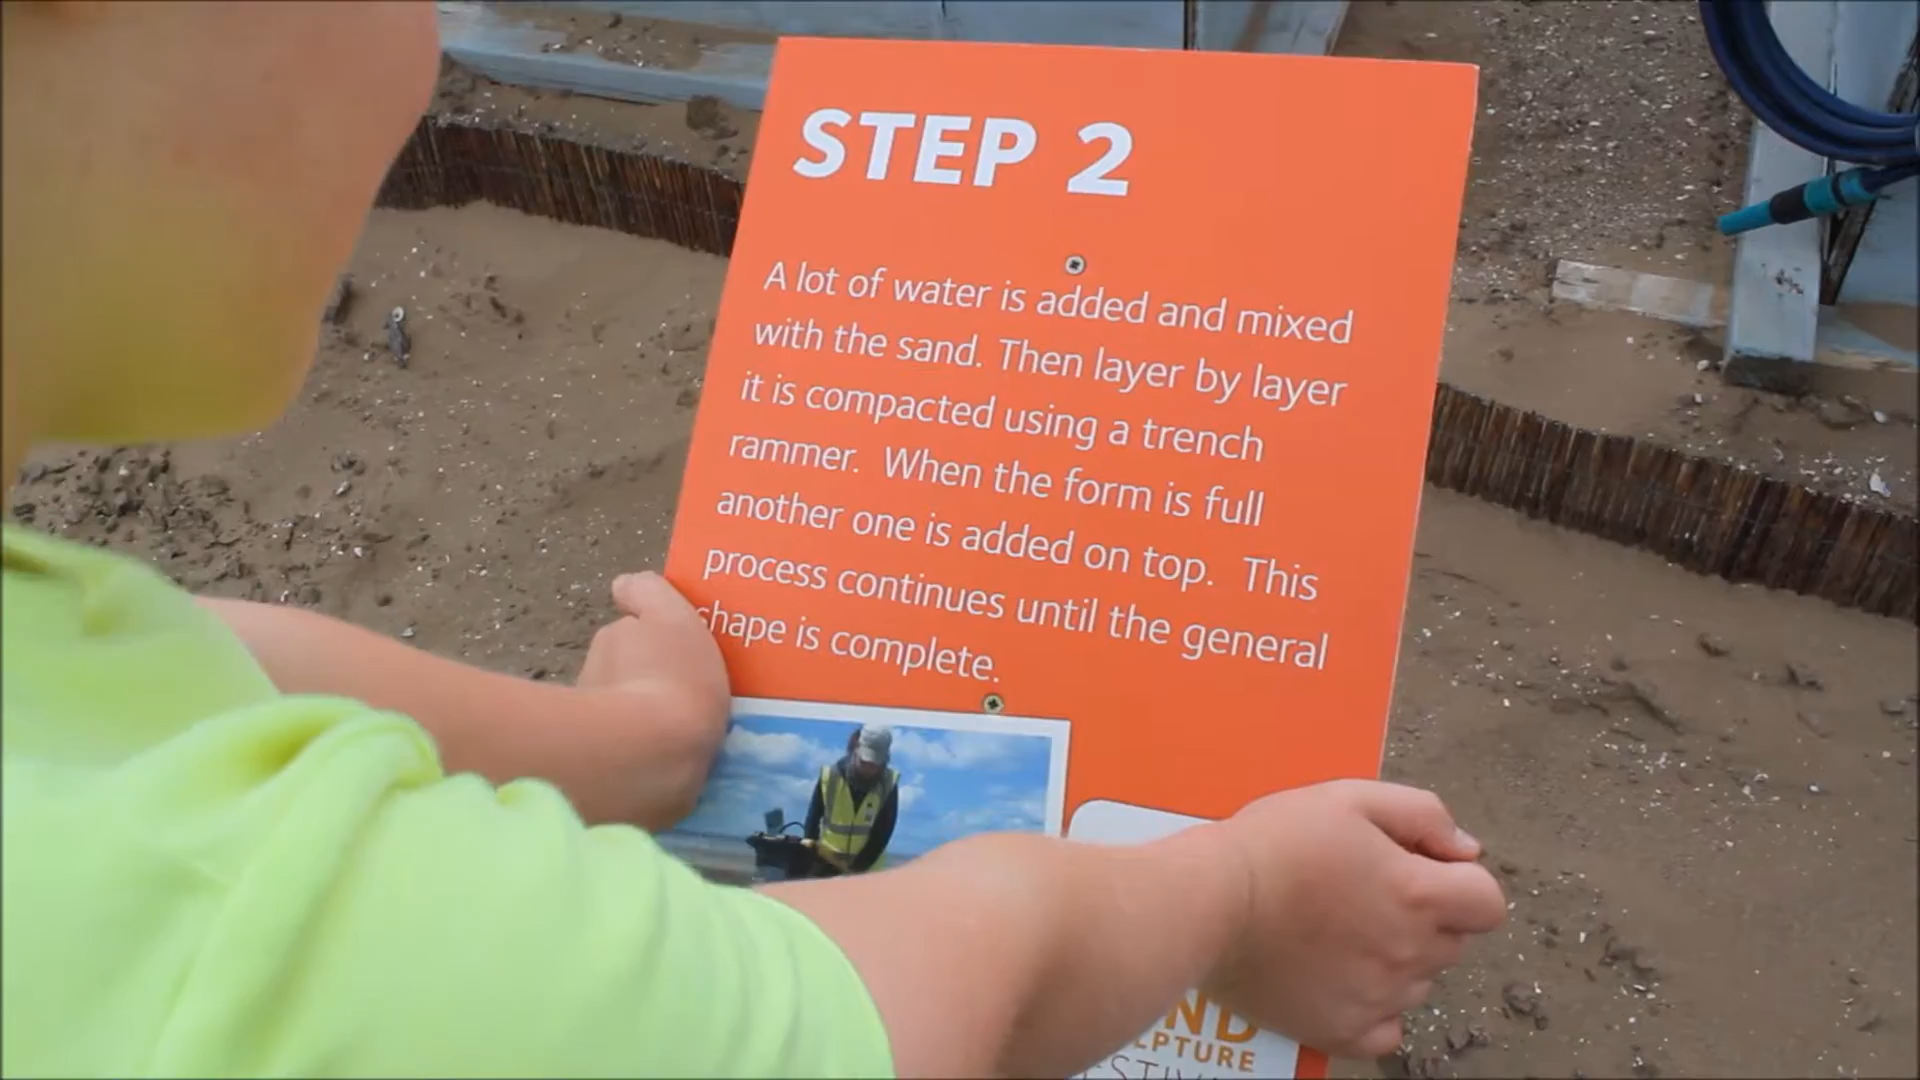 STEP 2
A lot of water is added and mixed
with the sand. Then layer by layer
it is compacted using a trench
rammer. When the form is full
another one is added on top. This
process continues until the general
shape is complete.